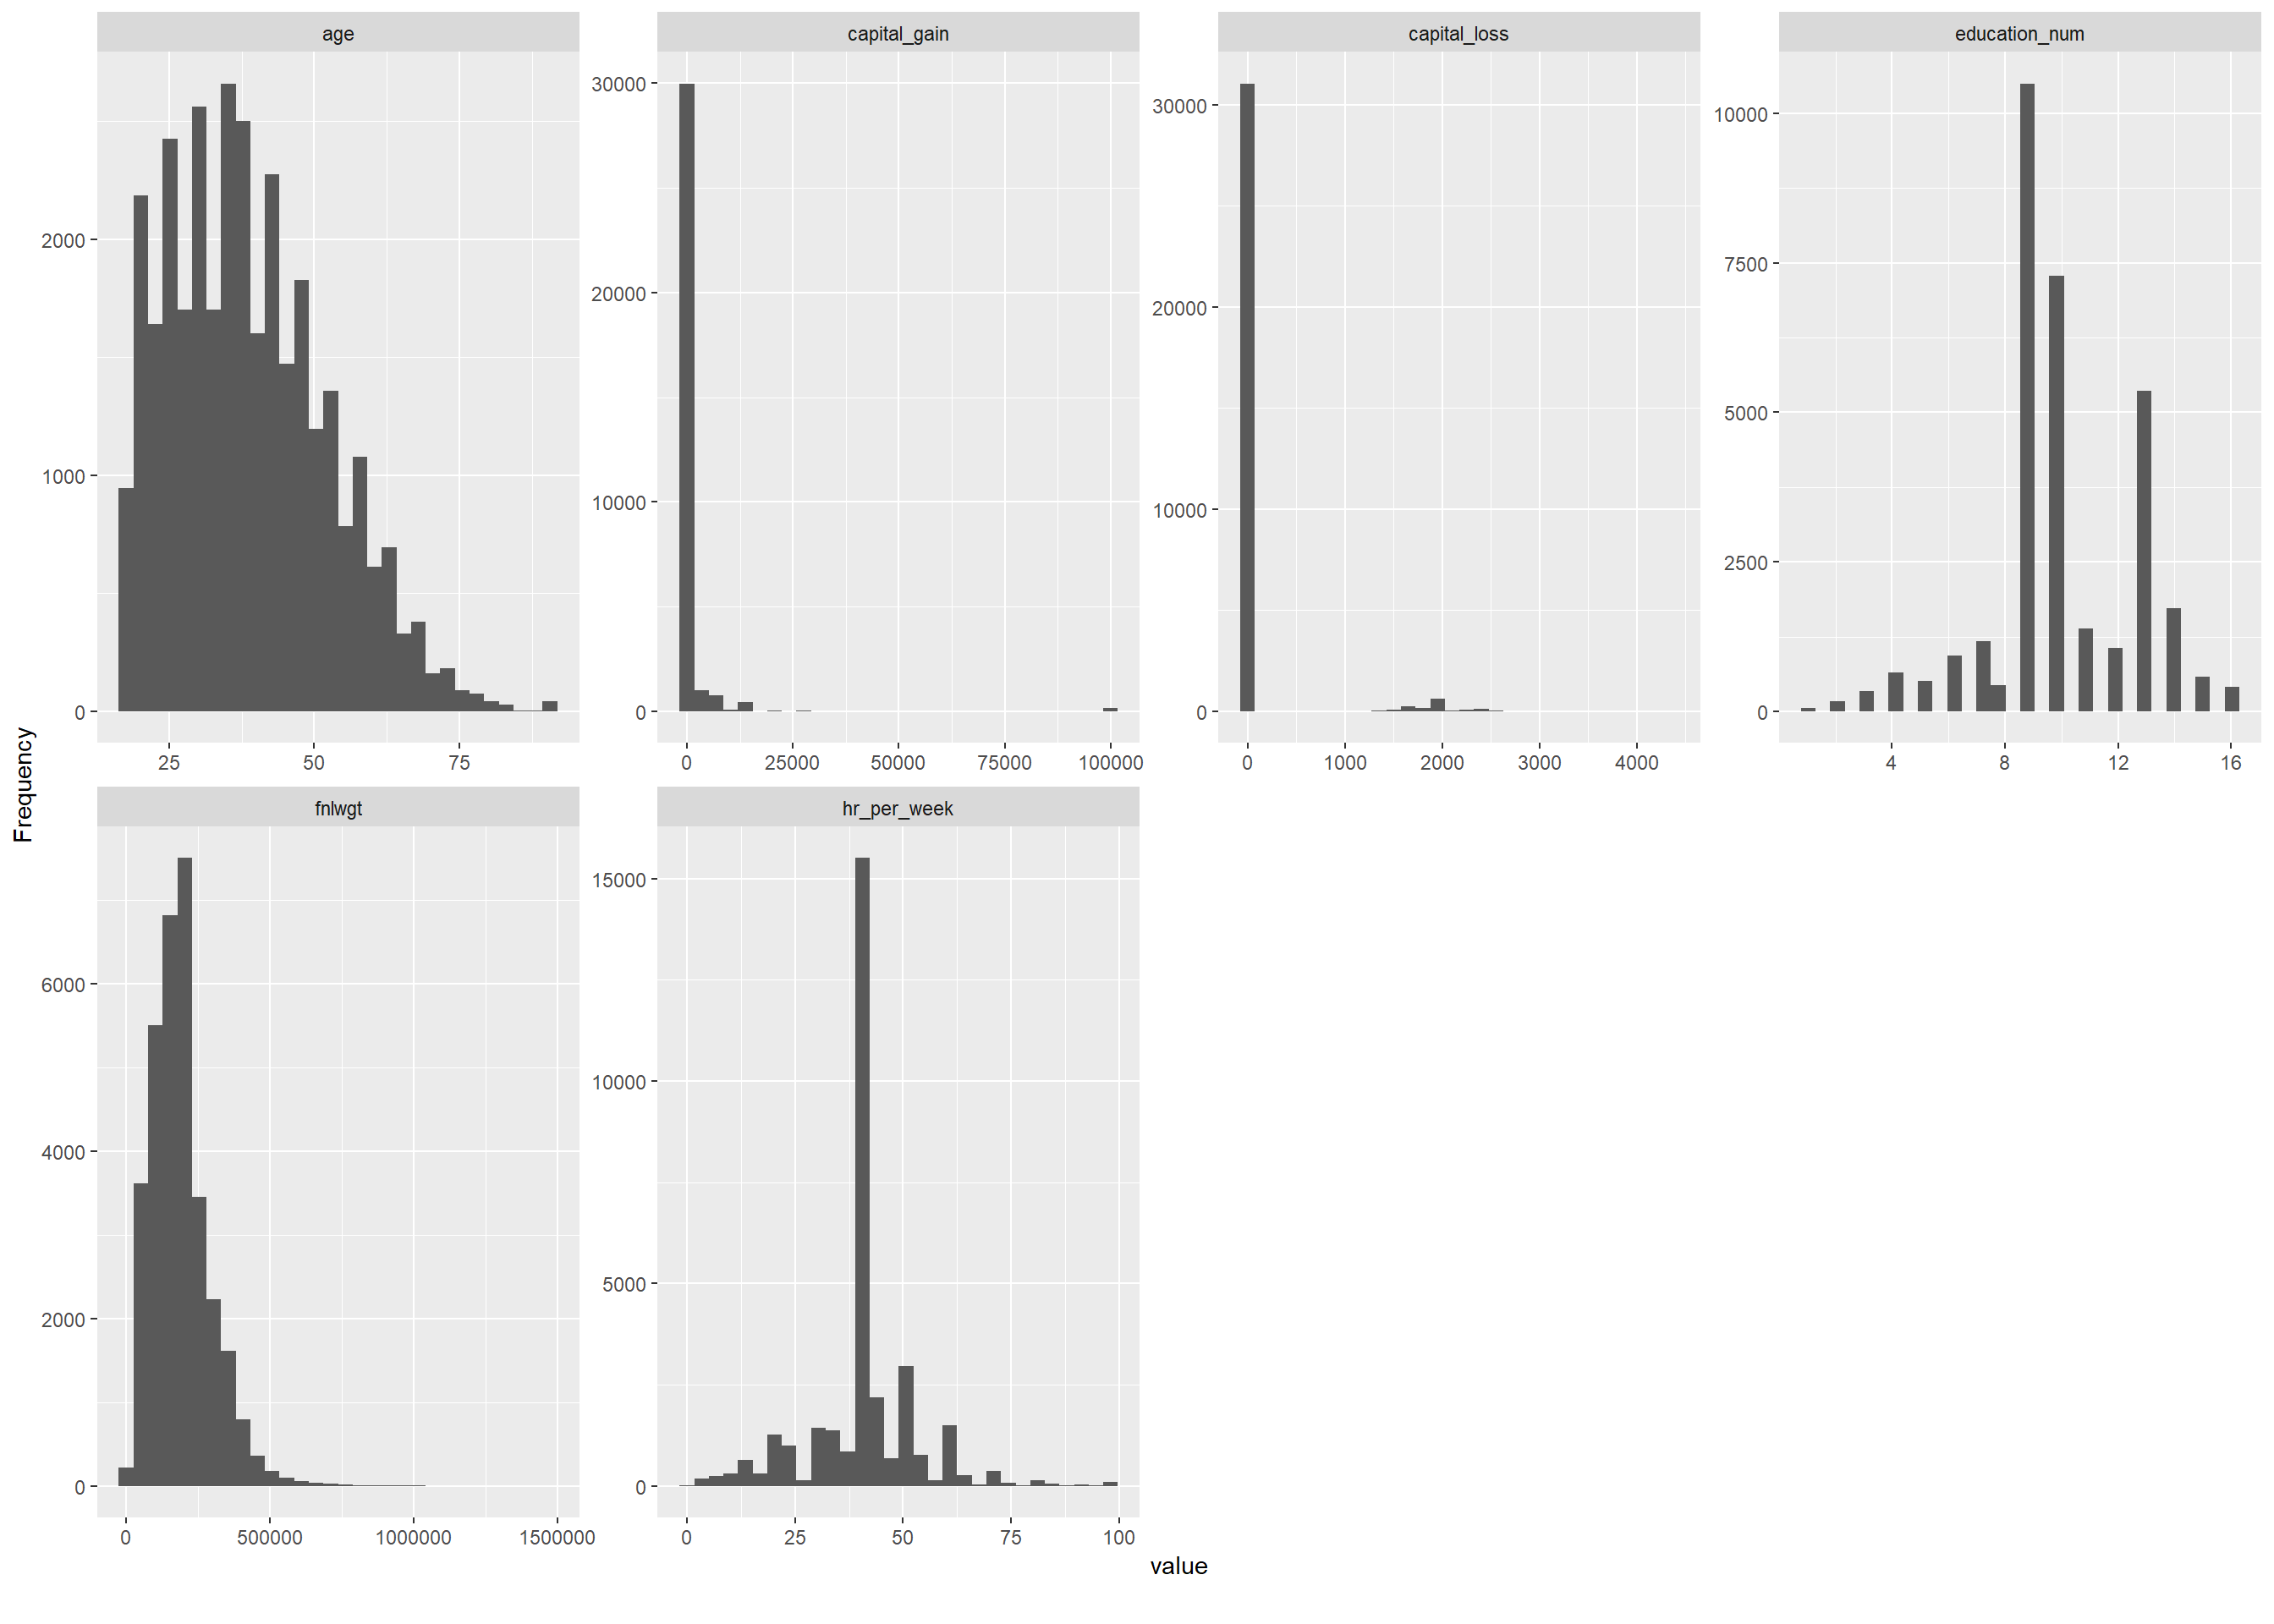 age capital_gain capital_loss education_num
30000
20000
10000
0
30000
20000
10000
0
10000
7500
5000
2500
0
2000
1000
0
25 50 75
0 25000 50000 75000 100000
0 1000 2000 3000 4000
4 8 12 16
Frequency
fnlwgt hr_per_week
6000
4000
2000
0
15000
10000
5000
0
0 500000 1000000 1500000
0 25 50 75 100
value